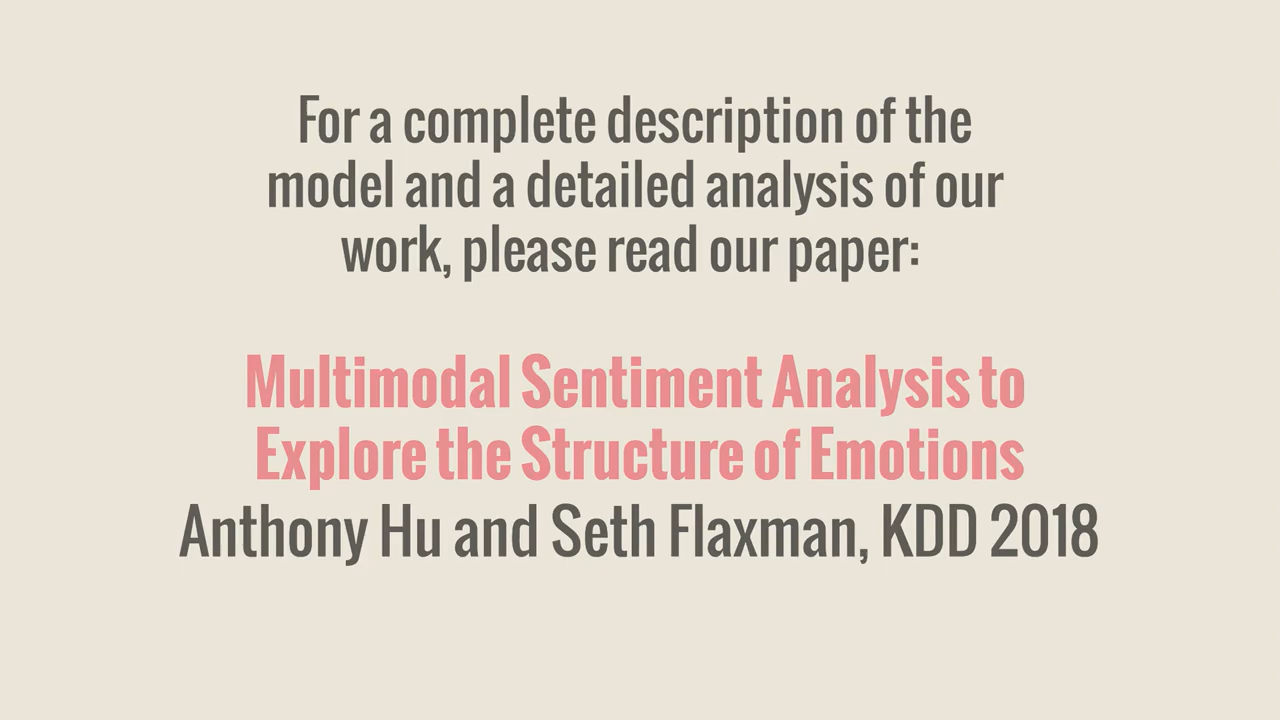 For a complete description of the
model and a detailed analysis of our
work, please read our paper:
Multimodal Sentiment Analysis to
Explore the Structure of Emotions
Anthony Hu and Seth Flaxman, KDD 2018